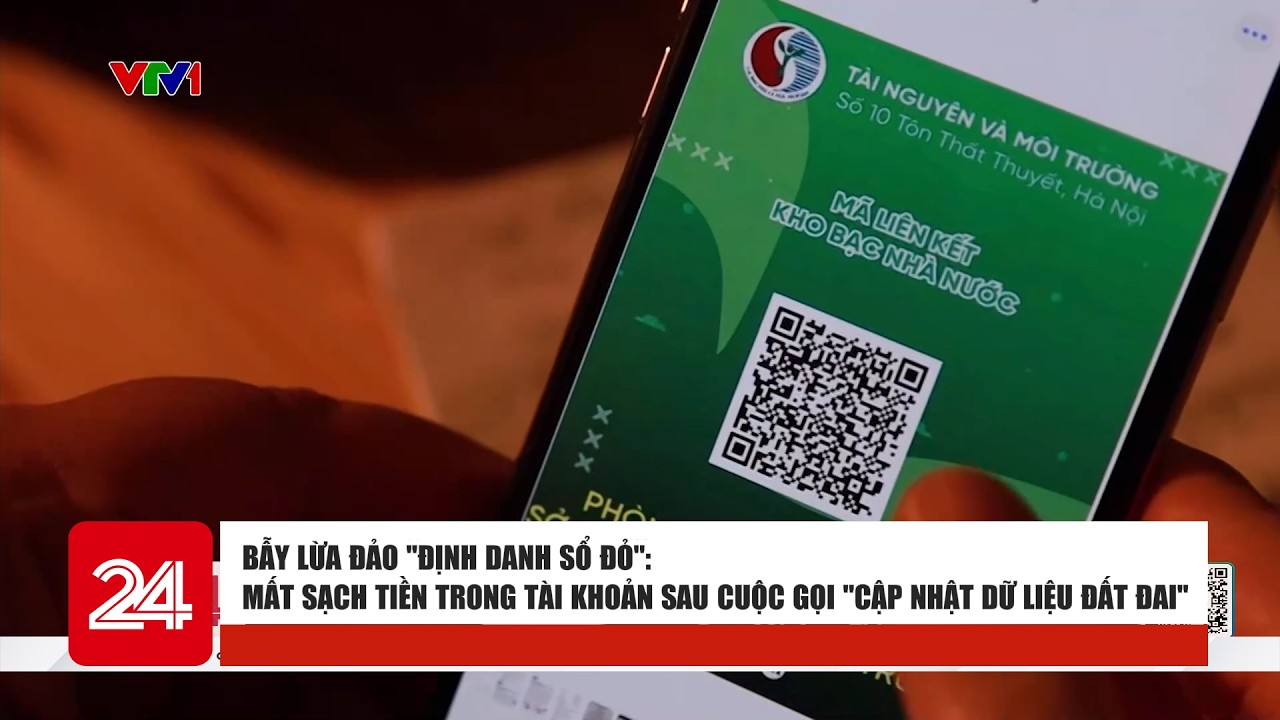 VTV1
TÀI NGUYÊN VÀ MÔI TRƯỜNG
Số 10 Tôn Thất Thuyết, Hà Nội
MÃ LIÊN KẾT
KHO BẠC NHÀ NƯỚC
24
BẪY LỪA ĐẢO "ĐỊNH DANH SỔ ĐỎ":
MẤT SẠCH TIỀN TRONG TÀI KHOẢN SAU CUỘC GỌI "CẬP NHẬT DỮ LIỆU ĐẤT ĐAI"